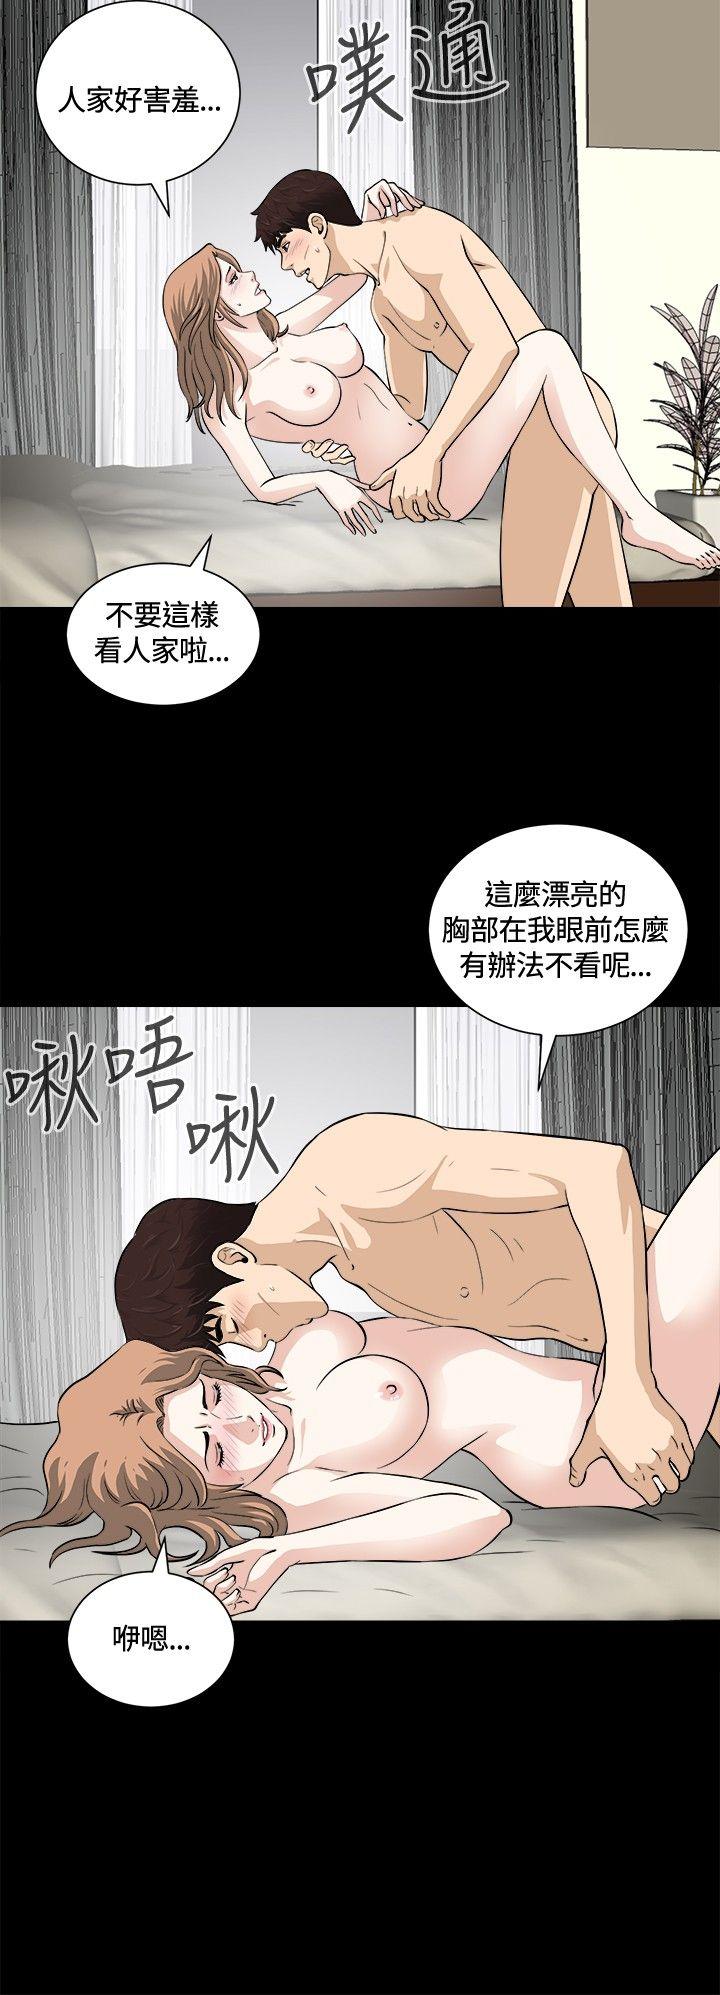 人家好害羞...
噗通
不要這樣
看人家啦...
這麼漂亮的
胸部在我眼前怎麼
有辦法不看呢...
啾唔
啾
咿嗯...